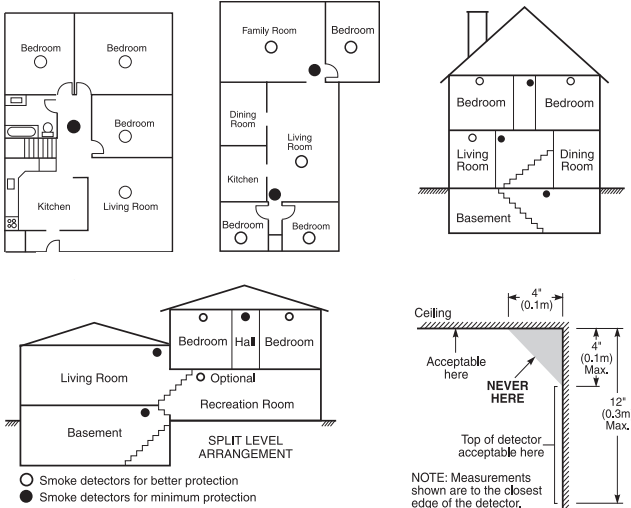 Bedroom
Bedroom
Bedroom
Kitchen
Living Room
Family Room
Bedroom
Dining
Room
Living
Room
Kitchen
Bedroom
Bedroom
Bedroom
Bedroom
Living
Room
Dining
Room
Basement
Bedroom
Hall
Bedroom
Living Room
Optional
Recreation Room
Basement
SPLIT LEVEL
ARRANGEMENT
Smoke detectors for better protection
Smoke detectors for minimum protection
4"
(0.1m)
Ceiling
Acceptable
here
NEVER
HERE
4"
(0.1m)
Max.
12"
(0.3m)
Max.
Top of detector
acceptable here
NOTE: Measurements
shown are to the closest
edge of the detector.